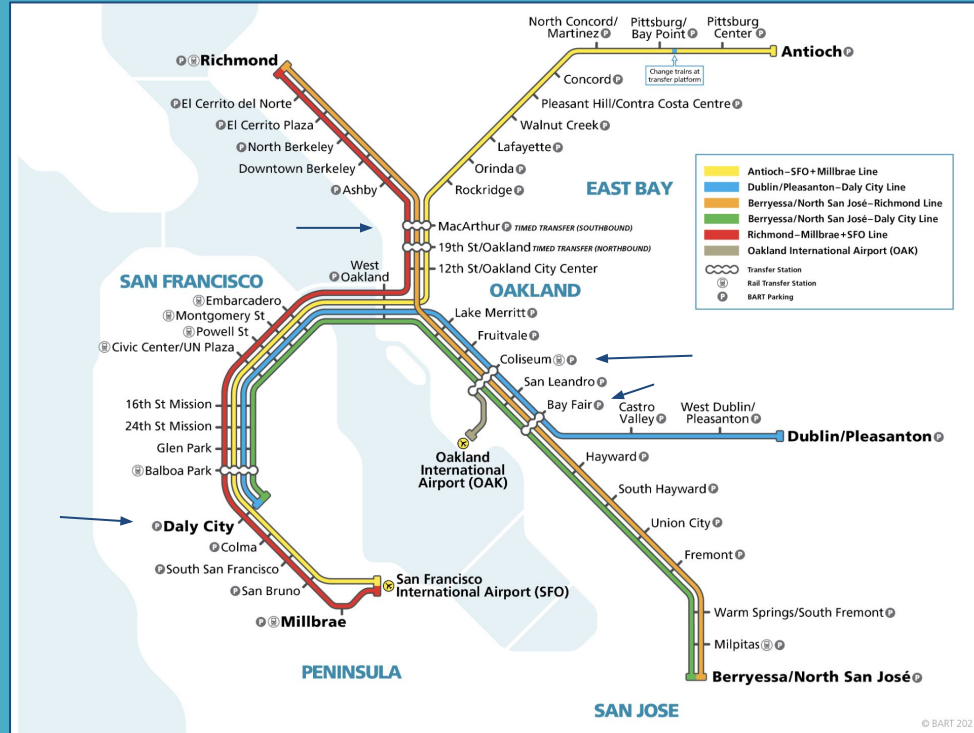 North Concord/
Martinez P
Pittsburg/
Bay Point P
Pittsburg
Center P
Antioch P
Change trains at
transfer platform
P Richmond
P El Cerrito del Norte
P El Cerrito Plaza
P North Berkeley
Downtown Berkeley
P Ashby
Concord P
Pleasant Hill/Contra Costa Centre P
Walnut Creek P
Lafayette P
Orinda P
Rockridge P
EAST BAY
MacArthur P TIMED TRANSFER (SOUTHBOUND)
19th St/Oakland TIMED TRANSFER (NORTHBOUND)
12th St/Oakland City Center
West
P Oakland
OAKLAND
SAN FRANCISCO
Embarcadero
Montgomery St
Powell St
Civic Center/UN Plaza
16th St Mission
24th St Mission
Glen Park
Balboa Park
P Daly City
P Colma
P South San Francisco
P San Bruno
P Millbrae
San Francisco
International Airport (SFO)
PENINSULA
Lake Merritt P
Fruitvale P
Coliseum P
San Leandro P
Bay Fair P
Castro
Valley P
West Dublin/
Pleasanton P
Dublin/Pleasanton P
Oakland
International
Airport (OAK)
Hayward P
South Hayward P
Union City P
Fremont P
Warm Springs/South Fremont P
Milpitas P
Berryessa/North San José P
SAN JOSE
Antioch–SFO+Millbrae Line
Dublin/Pleasanton–Daly City Line
Berryessa/North San José–Richmond Line
Berryessa/North San José–Daly City Line
Richmond–Millbrae+SFO Line
Oakland International Airport (OAK)
Transfer Station
Rail Transfer Station
P BART Parking
© BART 202